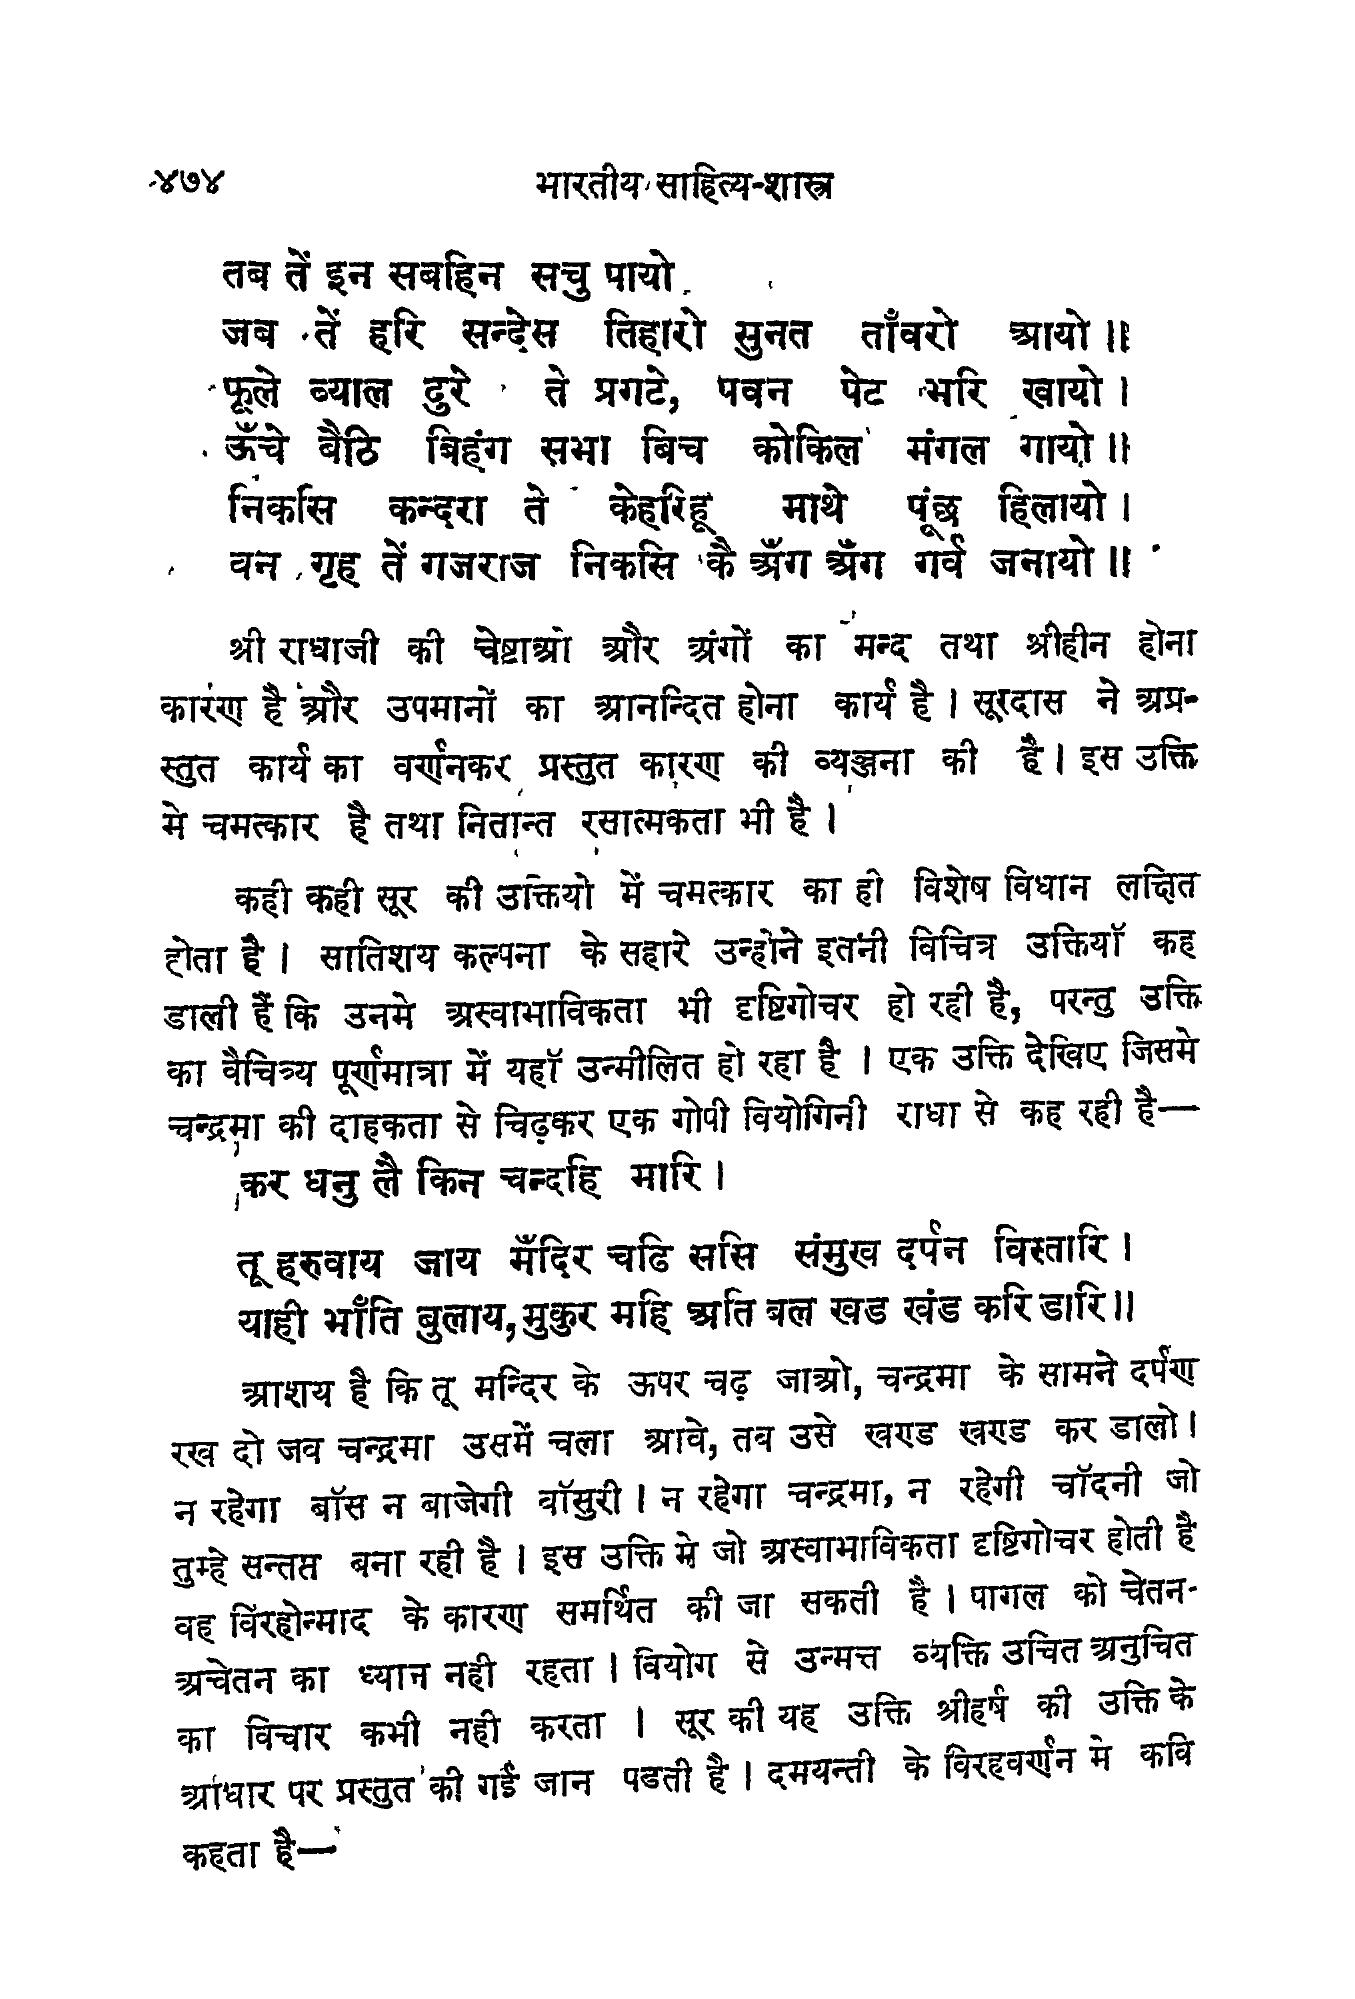 ४७४ भारतीय साहित्य-शास्त्र
तब तें इन सबहिन सचु पायो
जब तें हरि सन्देस तिहारो सुनत ताँवरो आयो॥
फूले व्याल दुरे ते प्रगटे, पवन पेट भरि खायो।
ऊँचे बैठि बिहंग सभा बिच कोकिल मंगल गायो॥
निकसि कन्दरा ते केहरिहू माथे पूंछ हिलायो।
वन गृह तें गजराज निकसि कै अँग अँग गर्व जनायो॥
श्री राधाजी की चेष्टाओ और अंगों का मन्द तथा श्रीहीन होना
कारण है और उपमानों का आनन्दित होना कार्य है। सूरदास ने अप्र-
स्तुत कार्य का वर्णनकर प्रस्तुत कारण की व्यञ्जना की है। इस उक्ति
मे चमत्कार है तथा नितान्त रसात्मकता भी है।
कही कही सूर की उक्तियो में चमत्कार का ही विशेष विधान लक्षित
होता है। सातिशय कल्पना के सहारे उन्होने इतनी विचित्र उक्तियॉ कह
डाली हैं कि उनमे अस्वाभाविकता भी दृष्टिगोचर हो रही है, परन्तु उक्ति
का वैचित्र्य पूर्णमात्रा में यहॉ उन्मीलित हो रहा है। एक उक्ति देखिए जिसमे
चन्द्रमा की दाहकता से चिढ़कर एक गोपी वियोगिनी राधा से कह रही है—
कर धनु लै किन चन्दहि मारि।
तू हरुवाय जाय मँदिर चढि ससि संमुख दर्पन विस्तारि।
याही भाँति बुलाय, मुकुर महि अति बल खड खंड करि डारि॥
आशय है कि तू मन्दिर के ऊपर चढ़ जाओ, चन्द्रमा के सामने दर्पण
रख दो जव चन्द्रमा उसमें चला आवे, तव उसे खण्ड खण्ड कर डालो।
न रहेगा बॉस न बाजेगी वॉसुरी। न रहेगा चन्द्रमा, न रहेगी चॉदनी जो
तुम्हे सन्तप्त बना रही है। इस उक्ति मे जो अस्वाभाविकता दृष्टिगोचर होती है
वह विरहोन्माद के कारण समर्थित की जा सकती है। पागल को चेतन-
अचेतन का ध्यान नही रहता। वियोग से उन्मत्त व्यक्ति उचित अनुचित
का विचार कभी नही करता । सूर की यह उक्ति श्रीहर्ष की उक्ति के
आधार पर प्रस्तुत की गई जान पडती है। दमयन्ती के विरहवर्णन मे कवि
कहता है—